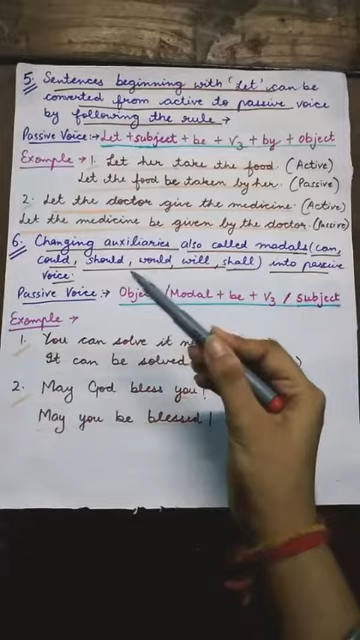 5. Sentences beginning with 'Let' can be
converted from active to passive voice
by following the rule →
Passive Voice:→ Let + subject + be + V3 + by + object
Example → 1. Let her take the food. (Active)
Let the food be taken by her. (Passive)
2. Let the doctor give the medicine. (Active)
Let the medicine be given by the doctor. (Passive)
6. Changing auxiliaries also called modals (can,
could, should, would, will, shall) into passive
voice:
Passive Voice:→ /Modal + be + V3 / subject
Example →
1. You can solve it
It can be solved )
2. May God bless you!
May you be blessed!